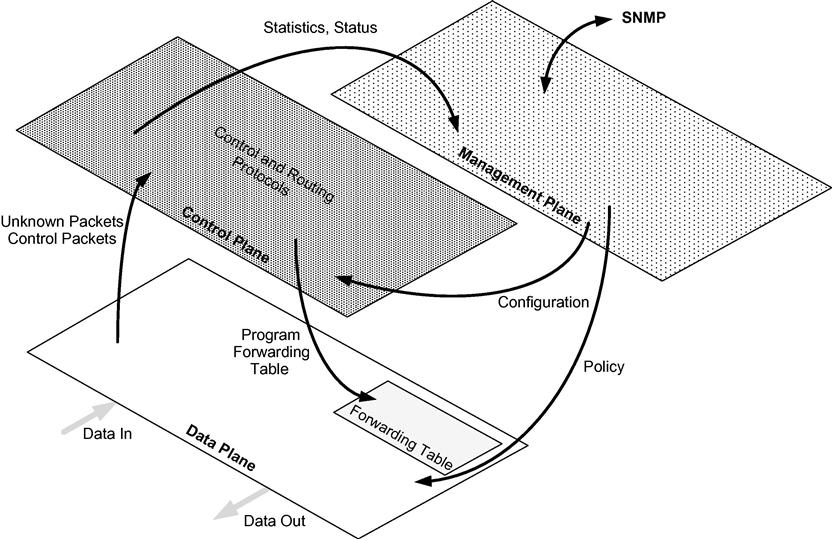 Statistics, Status
SNMP
Control and Routing
Protocols
Management Plane
Unknown Packets
Control Packets
Control Plane
Configuration
Program
Forwarding
Table
Policy
Forwarding Table
Data In
Data Plane
Data Out